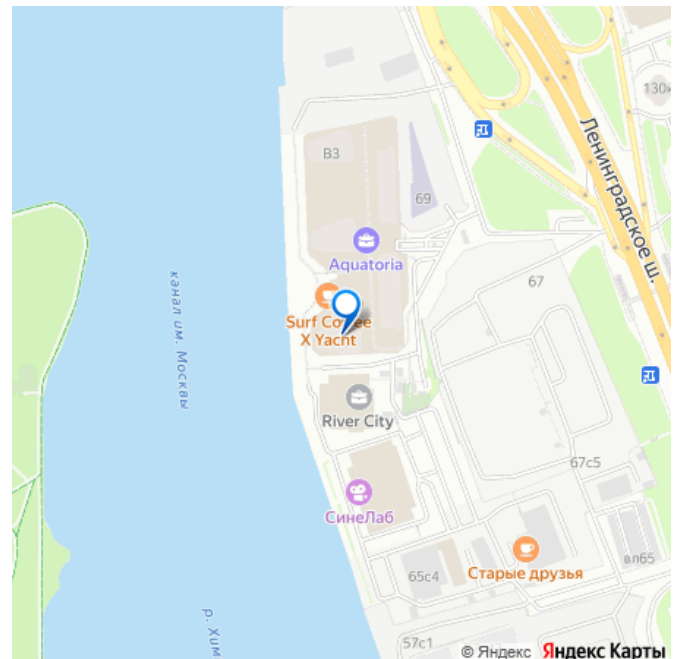 130к
Ленинградское ш.
В3
69
Aquatoria
67
канал им. Москвы
Surf Coffee
X Yacht
River City
67с5
СинеЛаб
вл65
Старые друзья
65с4
р. Хим
57с1
© Яндекс Яндекс Карты